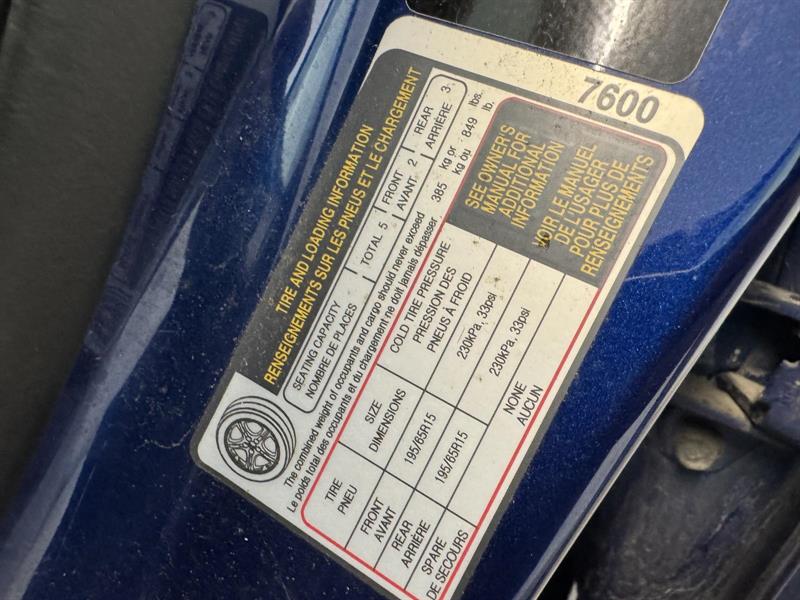 7600
TIRE AND LOADING INFORMATION
RENSEIGNEMENTS SUR LES PNEUS ET LE CHARGEMENT
SEATING CAPACITY
NOMBRE DE PLACES
TOTAL 5
FRONT
AVANT 2
REAR
ARRIÈRE 3
The combined weight of occupants and cargo should never exceed 385 kg or 849 lbs.
Le poids total des occupants et du chargement ne doit jamais dépasser 385 kg ou 849 lb.
TIRE
PNEU
SIZE
DIMENSIONS
COLD TIRE PRESSURE
PRESSION DES
PNEUS À FROID
SEE OWNER'S
MANUAL FOR
ADDITIONAL
INFORMATION
VOIR LE MANUEL
DE L'USAGER
POUR PLUS DE
RENSEIGNEMENTS
FRONT
AVANT
195/65R15
230kPa, 33psi
REAR
ARRIÈRE
195/65R15
230kPa, 33psi
SPARE
DE SECOURS
NONE
AUCUN